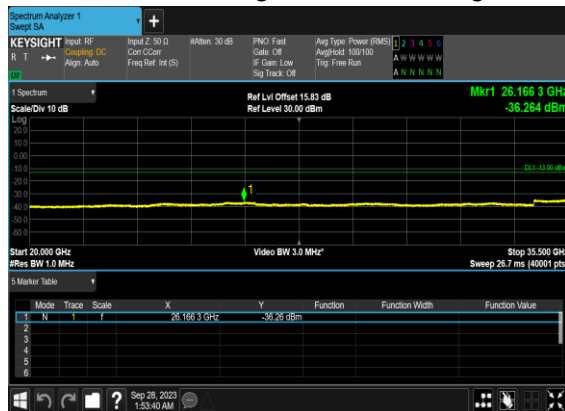 Spectrum Analyzer 1
Swept SA
+
KEYSIGHT Input: RF Input Z: 50 Ω #Atten: 30 dB PNO: Fast Avg Type: Power (RMS) 1 2 3 4 5 6
R T Coupling: DC Corr CCorr Gate: Off Avg|Hold: 100/100 A W W W W W
Align: Auto Freq Ref: Int (S) IF Gain: Low Trig: Free Run
Sig Track: Off A N N N N N
LW
1 Spectrum
Ref Lvl Offset 15.83 dB Mkr1 26.166 3 GHz
Scale/Div 10 dB Ref Level 30.00 dBm -36.264 dBm
Log
20.0
10.0
0.00
-10.0 DL1 -13.00 dBm
-20.0
1
-30.0
-40.0
-50.0
-60.0
Start 20.000 GHz Video BW 3.0 MHz* Stop 35.500 GHz
#Res BW 1.0 MHz Sweep 26.7 ms (40001 pts)
5 Marker Table
Mode Trace Scale X Y Function Function Width Function Value
1 N 1 f 26.166 3 GHz -36.26 dBm
2
3
4
5
6
? Sep 28, 2023
1:53:40 AM